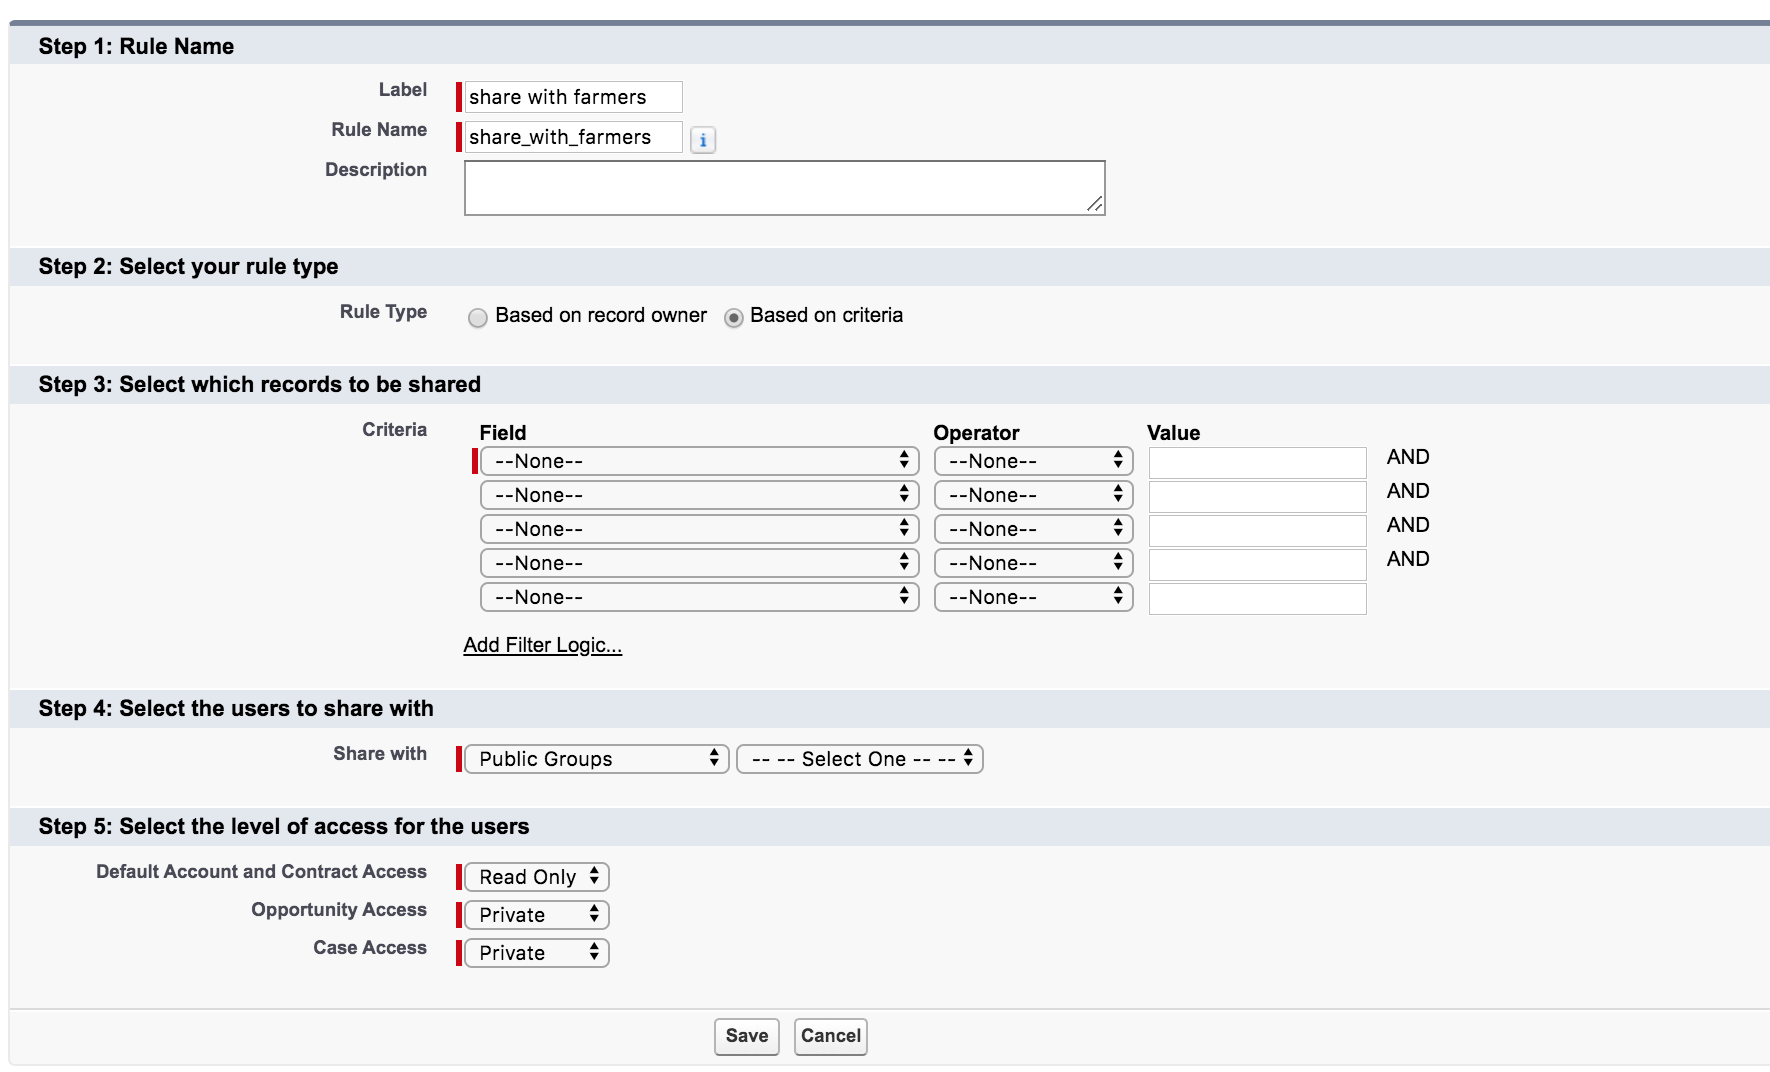 Step 1: Rule Name
Label share with farmers
Rule Name share_with_farmers i
Description
Step 2: Select your rule type
Rule Type Based on record owner Based on criteria
Step 3: Select which records to be shared
Criteria Field Operator Value
--None-- --None-- AND
--None-- --None-- AND
--None-- --None-- AND
--None-- --None-- AND
--None-- --None--
Add Filter Logic...
Step 4: Select the users to share with
Share with Public Groups -- -- Select One -- --
Step 5: Select the level of access for the users
Default Account and Contract Access Read Only
Opportunity Access Private
Case Access Private
Save Cancel